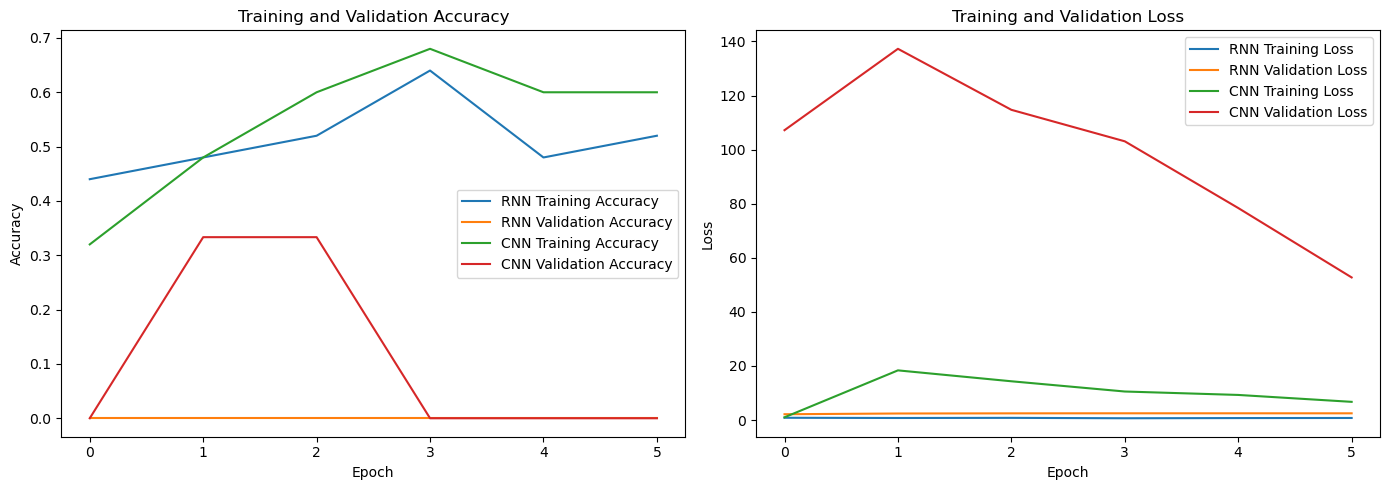 Training and Validation Accuracy
Accuracy
0.7
0.6
0.5
0.4
0.3
0.2
0.1
0.0
RNN Training Accuracy
RNN Validation Accuracy
CNN Training Accuracy
CNN Validation Accuracy
0 1 2 3 4 5
Epoch
Training and Validation Loss
Loss
140
120
100
80
60
40
20
0
RNN Training Loss
RNN Validation Loss
CNN Training Loss
CNN Validation Loss
0 1 2 3 4 5
Epoch